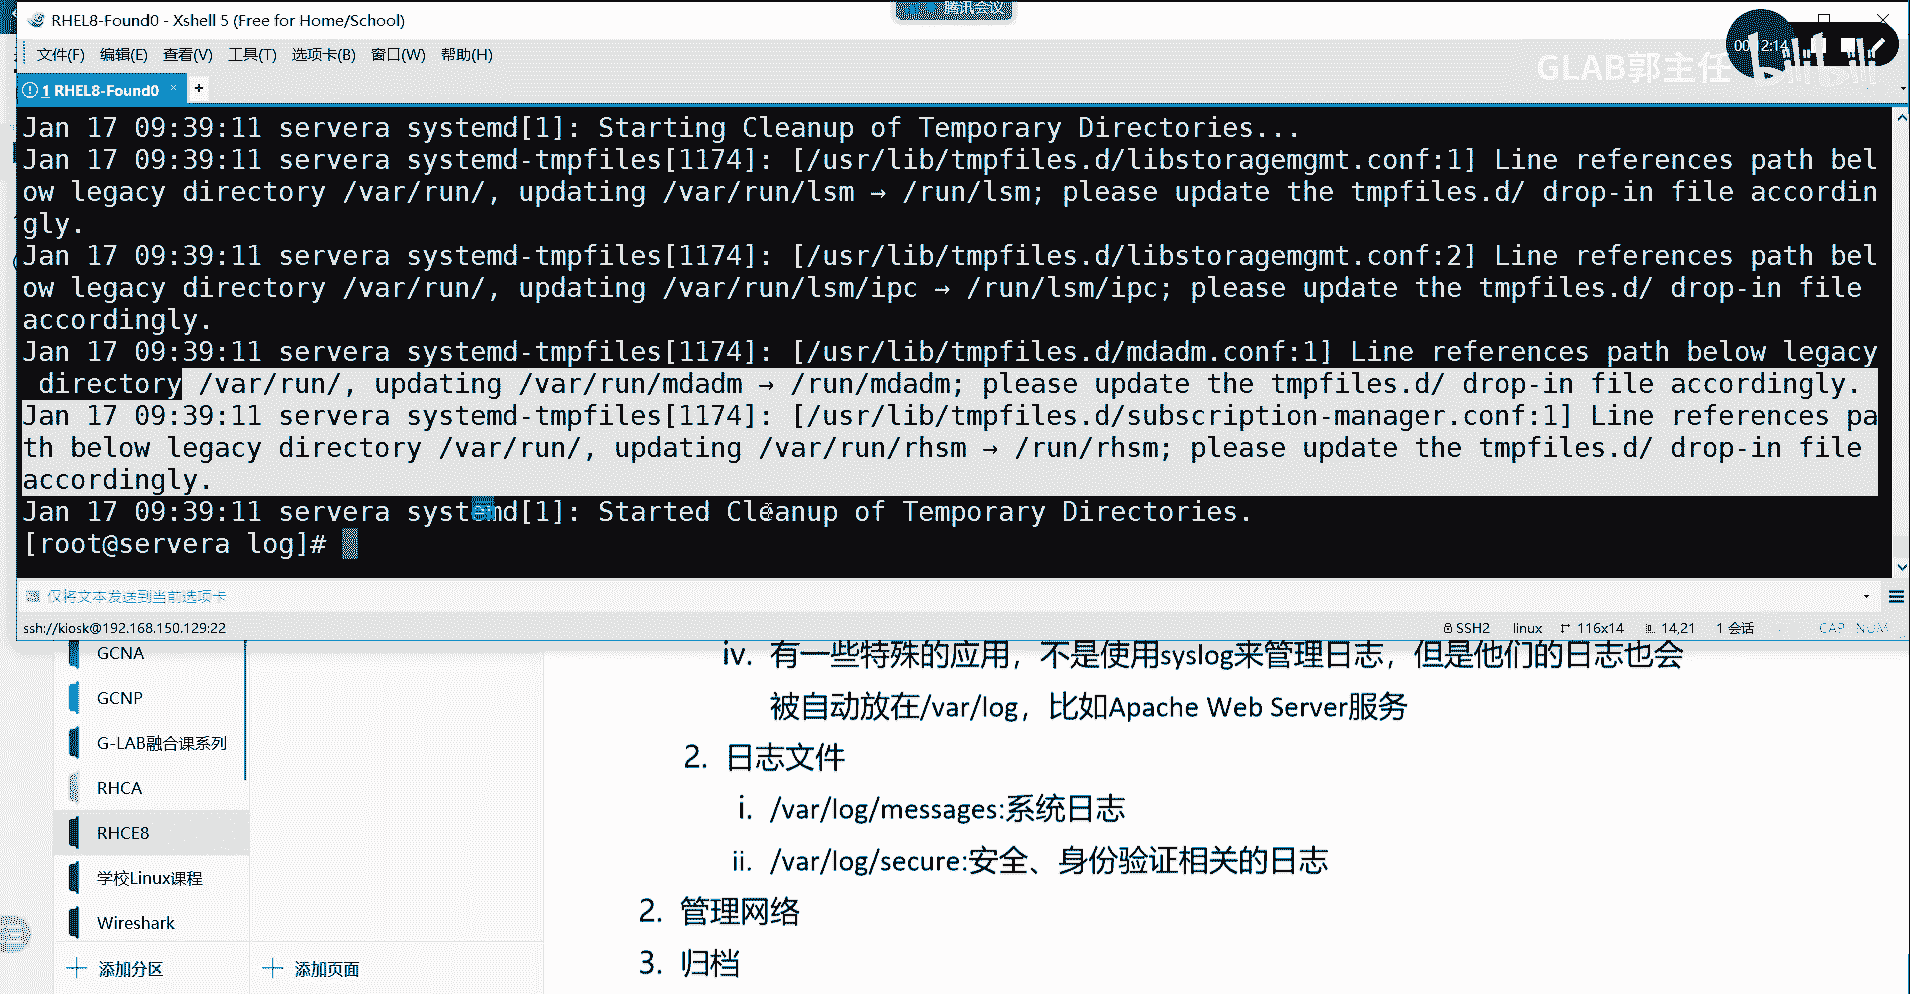 腾讯会议
RHEL8-Found0 - Xshell 5 (Free for Home/School)
文件(F) 编辑(E) 查看(V) 工具(T) 选项卡(B) 窗口(W) 帮助(H)
GLAB郭主任
1 RHEL8-Found0 × +
Jan 17 09:39:11 servera systemd[1]: Starting Cleanup of Temporary Directories...
Jan 17 09:39:11 servera systemd-tmpfiles[1174]: [/usr/lib/tmpfiles.d/libstoragemgmt.conf:1] Line references path bel
ow legacy directory /var/run/, updating /var/run/lsm → /run/lsm; please update the tmpfiles.d/ drop-in file accordin
gly.
Jan 17 09:39:11 servera systemd-tmpfiles[1174]: [/usr/lib/tmpfiles.d/libstoragemgmt.conf:2] Line references path bel
ow legacy directory /var/run/, updating /var/run/lsm/ipc → /run/lsm/ipc; please update the tmpfiles.d/ drop-in file
accordingly.
Jan 17 09:39:11 servera systemd-tmpfiles[1174]: [/usr/lib/tmpfiles.d/mdadm.conf:1] Line references path below legacy
directory /var/run/, updating /var/run/mdadm → /run/mdadm; please update the tmpfiles.d/ drop-in file accordingly.
Jan 17 09:39:11 servera systemd-tmpfiles[1174]: [/usr/lib/tmpfiles.d/subscription-manager.conf:1] Line references pa
th below legacy directory /var/run/, updating /var/run/rhsm → /run/rhsm; please update the tmpfiles.d/ drop-in file
accordingly.
Jan 17 09:39:11 servera systemd[1]: Started Cleanup of Temporary Directories.
[root@servera log]#
仅将文本发送到当前选项卡
ssh://kiosk@192.168.150.129:22 SSH2 linux 116x14 14,21 1 会话 CAP NUM
GCNA
GCNP
G-LAB融合课系列
RHCA
RHCE8
学校Linux课程
Wireshark
添加分区 添加页面
iv. 有一些特殊的应用，不是使用syslog来管理日志，但是他们的日志也会
被自动放在/var/log，比如Apache Web Server服务
2. 日志文件
i. /var/log/messages:系统日志
ii. /var/log/secure:安全、身份验证相关的日志
2. 管理网络
3. 归档